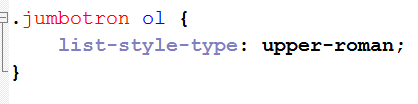 .jumbotron ol {
    list-style-type: upper-roman;
}